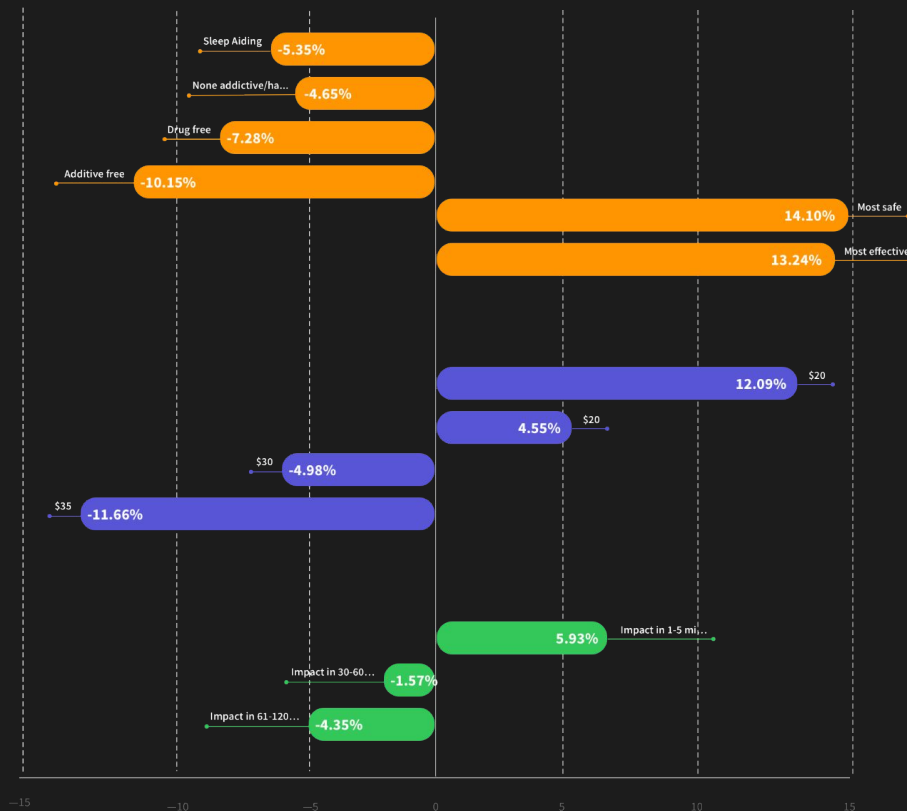 Sleep Aiding
-5.35%
None addictive/ha...
-4.65%
Drug free
-7.28%
Additive free
-10.15%
14.10%
Most safe
13.24%
Most effective
12.09%
$20
4.55%
$20
$30
-4.98%
$35
-11.66%
5.93%
Impact in 1-5 mi...
Impact in 30-60...
-1.57%
Impact in 61-120...
-4.35%
—15
—10
—5
0
5
10
15